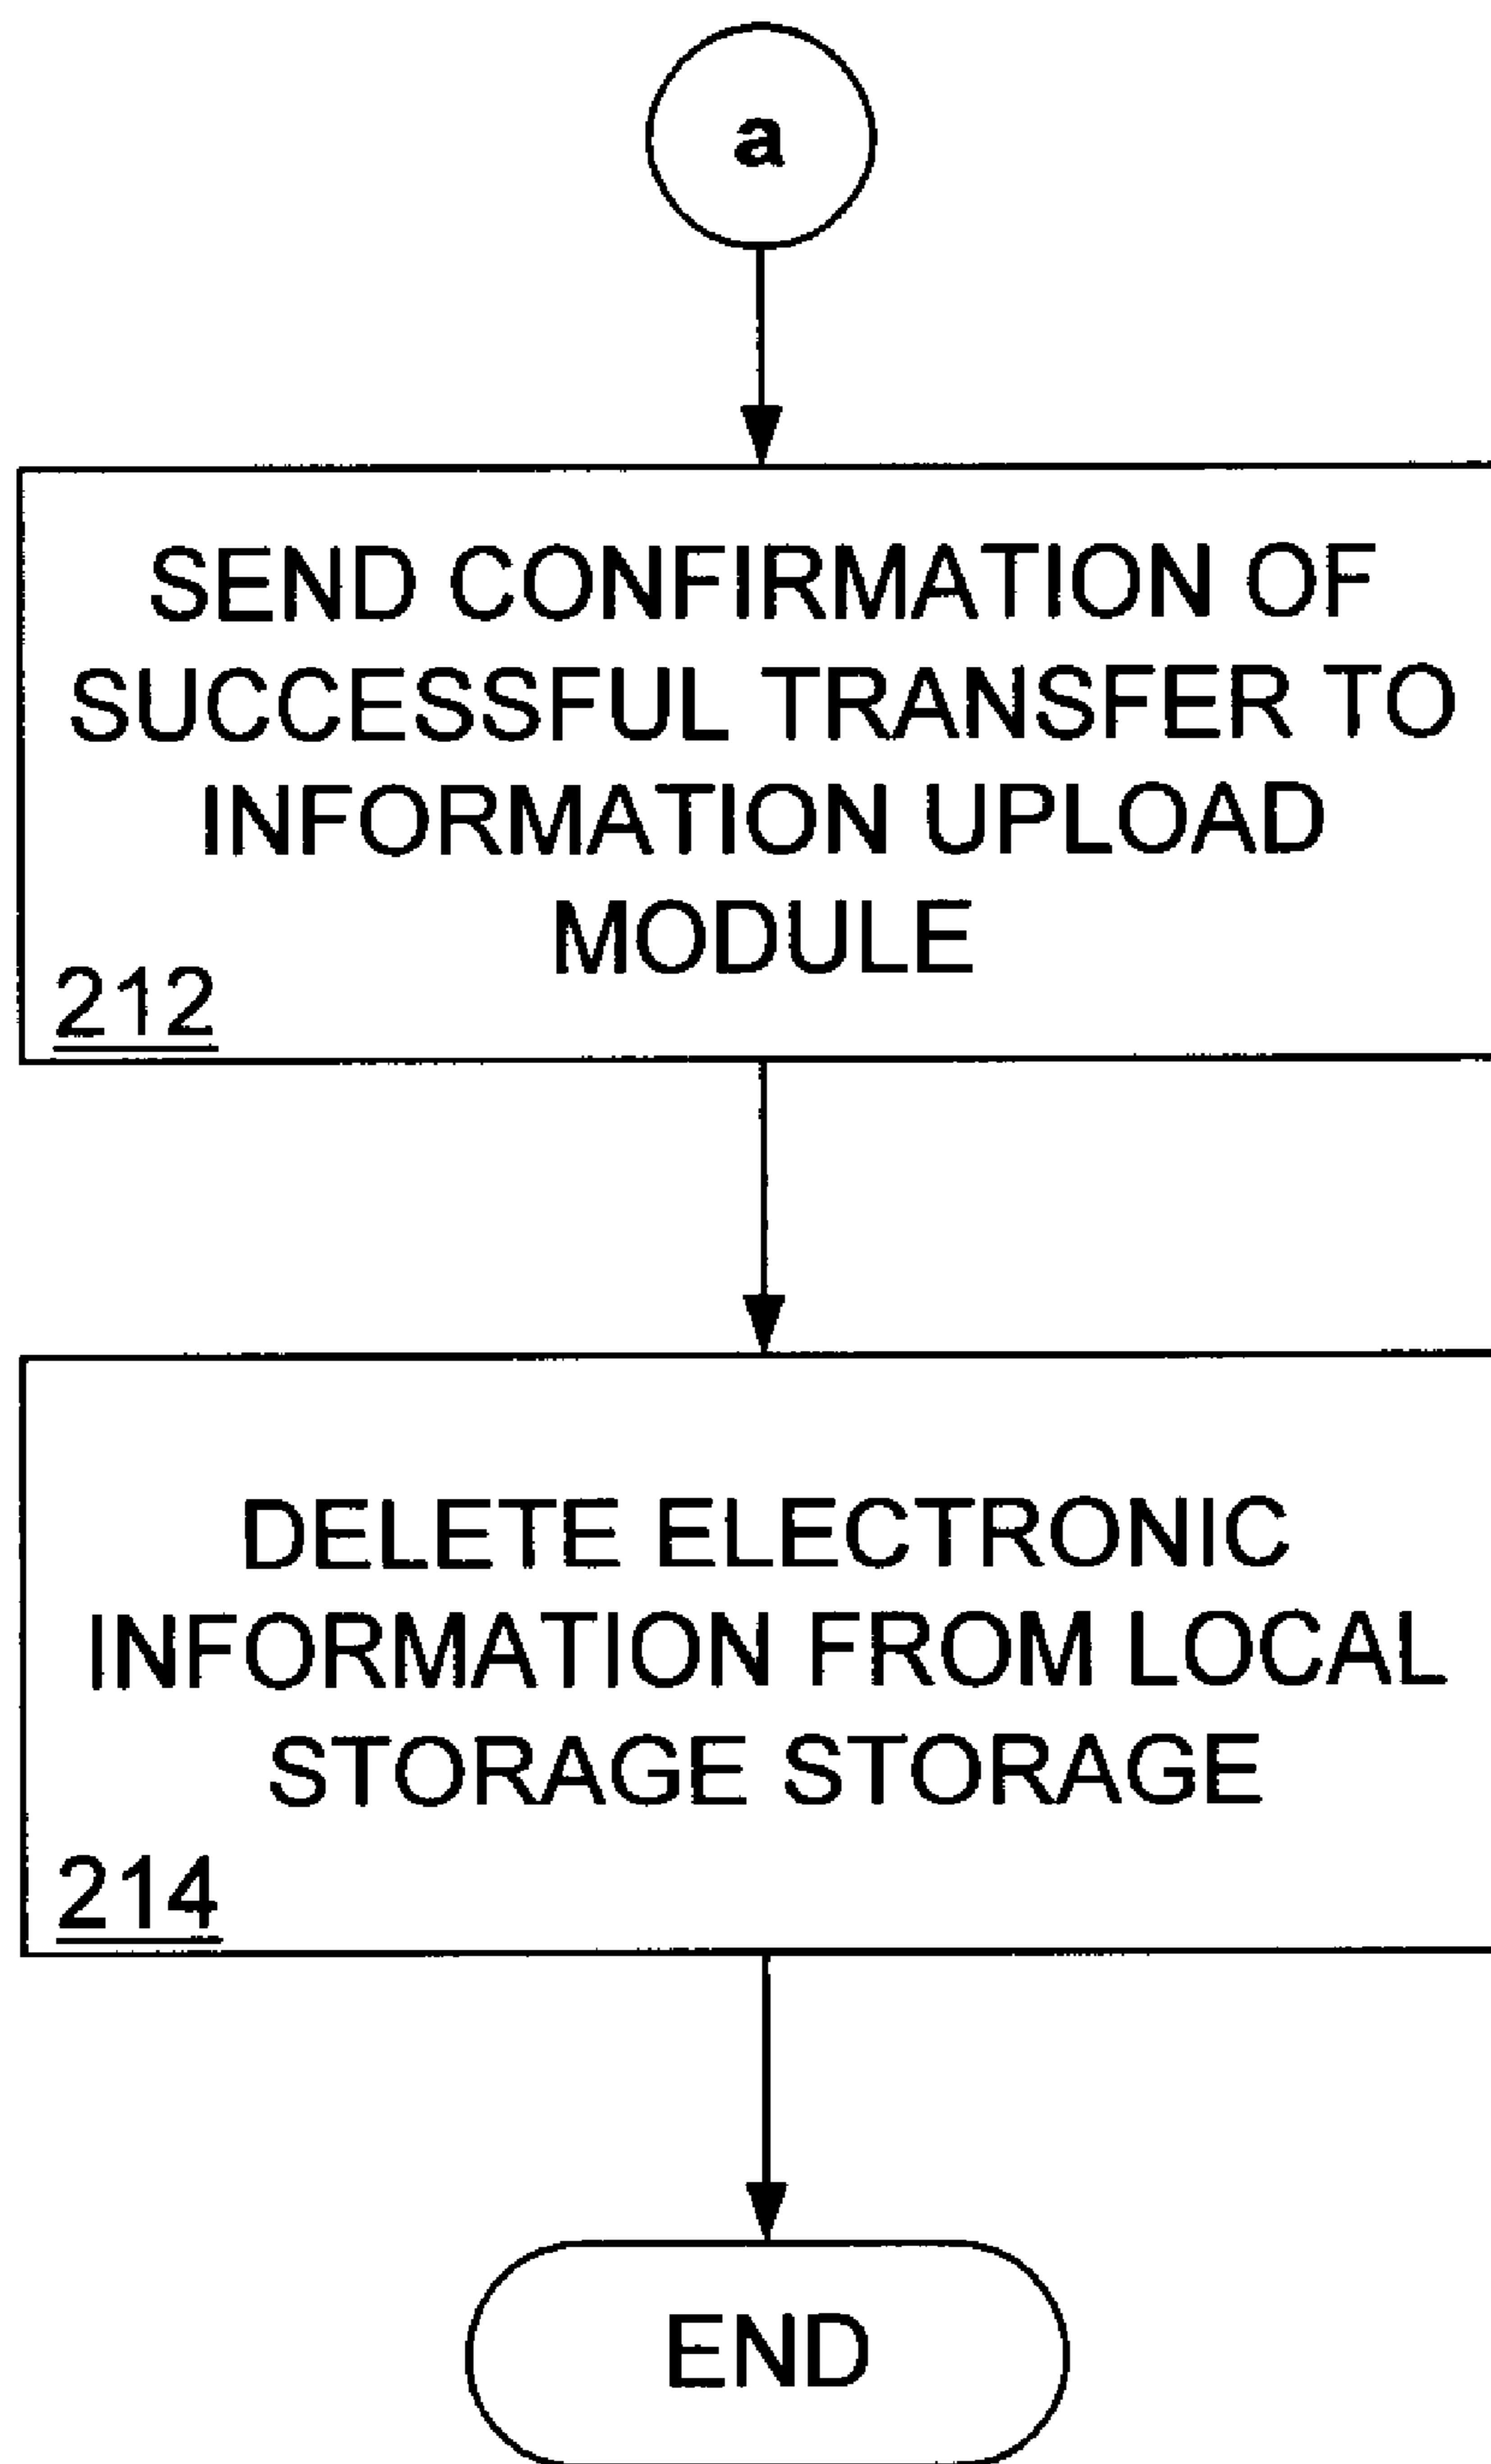 a
SEND CONFIRMATION OF
SUCCESSFUL TRANSFER TO
INFORMATION UPLOAD
MODULE
212
DELETE ELECTRONIC
INFORMATION FROM LOCAL
STORAGE STORAGE
214
END